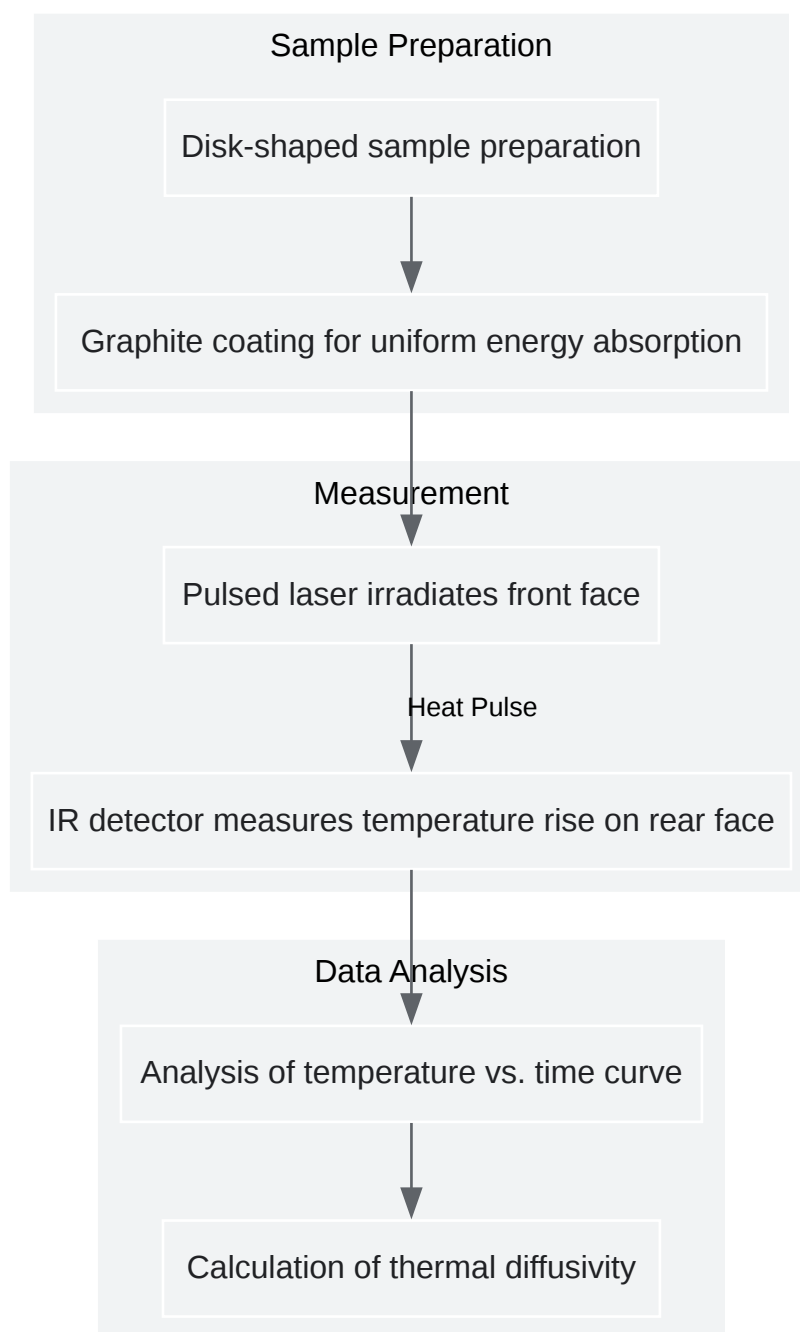 Sample Preparation
Disk-shaped sample preparation
Graphite coating for uniform energy absorption
Measurement
Pulsed laser irradiates front face
Heat Pulse
IR detector measures temperature rise on rear face
Data Analysis
Analysis of temperature vs. time curve
Calculation of thermal diffusivity